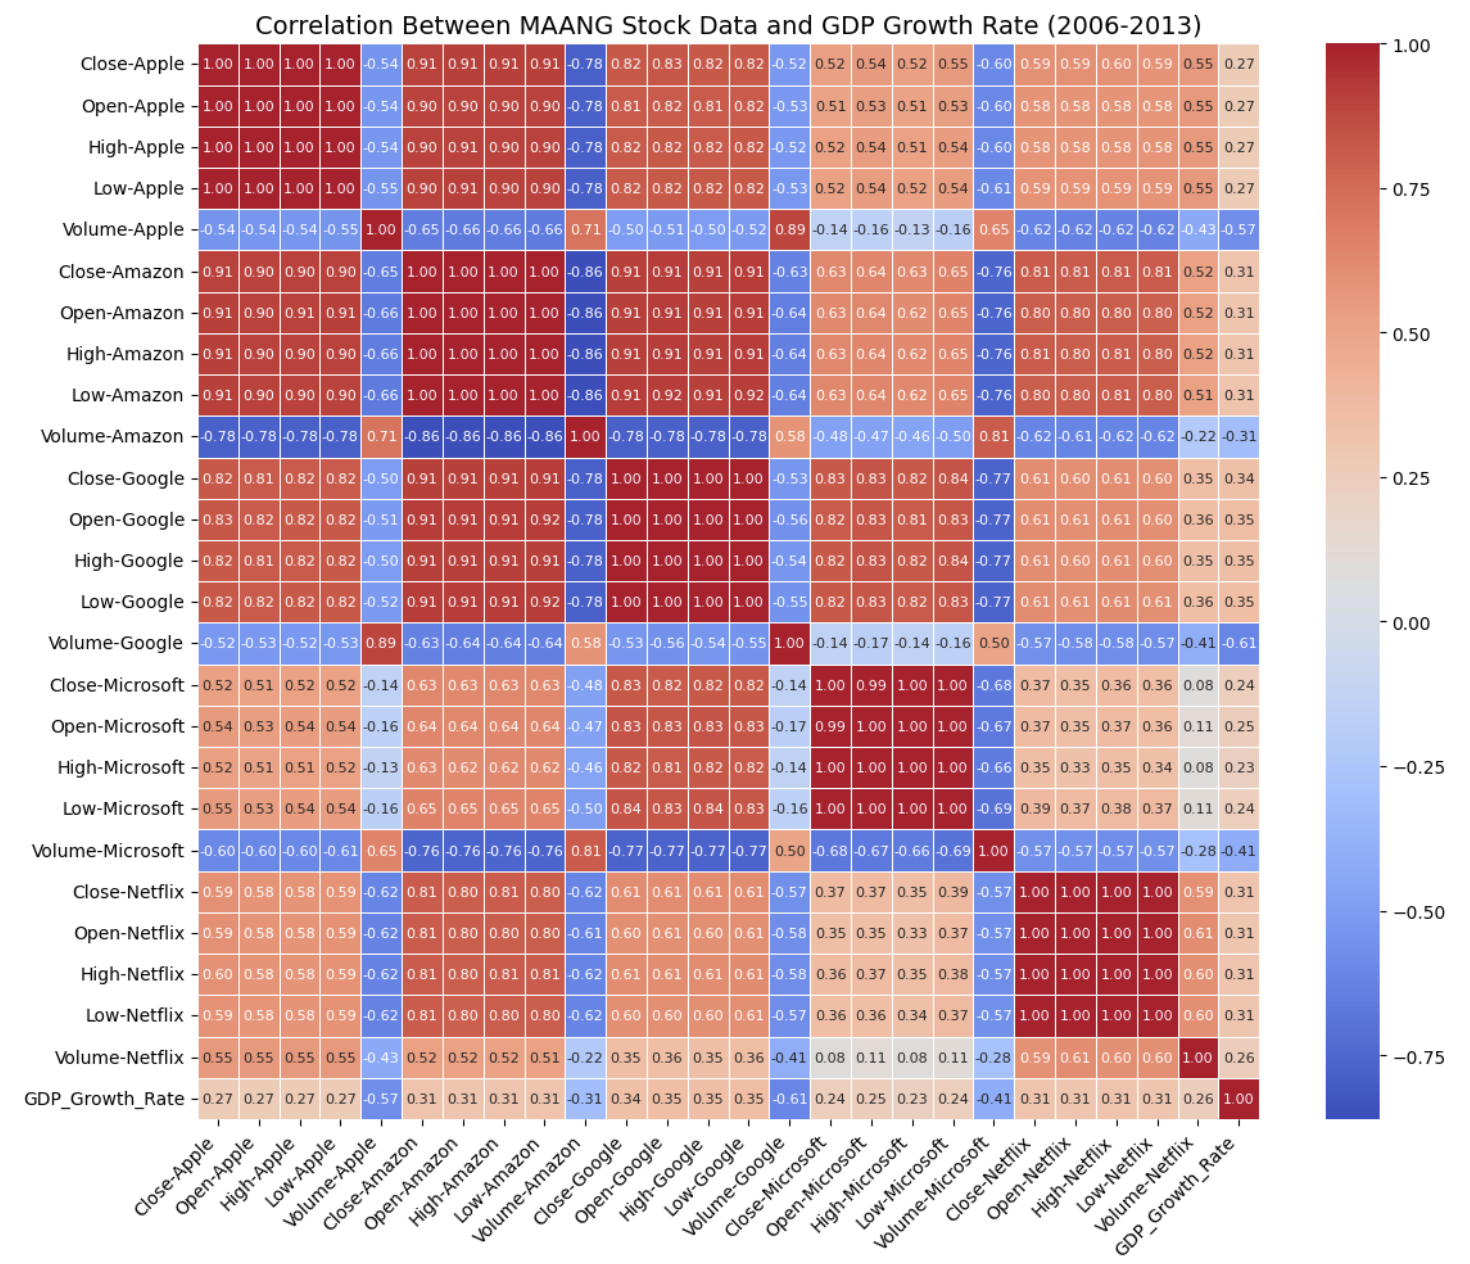 Correlation Between MAANG Stock Data and GDP Growth Rate (2006-2013)
Close-Apple 1.00 1.00 1.00 1.00 -0.54 0.91 0.91 0.91 0.91 -0.78 0.82 0.83 0.82 0.82 -0.52 0.52 0.54 0.52 0.55 -0.60 0.59 0.59 0.60 0.59 0.55 0.27
Open-Apple 1.00 1.00 1.00 1.00 -0.54 0.90 0.90 0.90 0.90 -0.78 0.81 0.82 0.81 0.82 -0.53 0.51 0.53 0.51 0.53 -0.60 0.58 0.58 0.58 0.58 0.55 0.27
High-Apple 1.00 1.00 1.00 1.00 -0.54 0.90 0.91 0.90 0.90 -0.78 0.82 0.82 0.82 0.82 -0.52 0.52 0.54 0.51 0.54 -0.60 0.58 0.58 0.58 0.58 0.55 0.27
Low-Apple 1.00 1.00 1.00 1.00 -0.55 0.90 0.91 0.90 0.90 -0.78 0.82 0.82 0.82 0.82 -0.53 0.52 0.54 0.52 0.54 -0.61 0.59 0.59 0.59 0.59 0.55 0.27
Volume-Apple -0.54 -0.54 -0.54 -0.55 1.00 -0.65 -0.66 -0.66 -0.66 0.71 -0.50 -0.51 -0.50 -0.52 0.89 -0.14 -0.16 -0.13 -0.16 0.65 -0.62 -0.62 -0.62 -0.62 -0.43 -0.57
Close-Amazon 0.91 0.90 0.90 0.90 -0.65 1.00 1.00 1.00 1.00 -0.86 0.91 0.91 0.91 0.91 -0.63 0.63 0.64 0.63 0.65 -0.76 0.81 0.81 0.81 0.81 0.52 0.31
Open-Amazon 0.91 0.90 0.91 0.91 -0.66 1.00 1.00 1.00 1.00 -0.86 0.91 0.91 0.91 0.91 -0.64 0.63 0.64 0.62 0.65 -0.76 0.80 0.80 0.80 0.80 0.52 0.31
High-Amazon 0.91 0.90 0.90 0.90 -0.66 1.00 1.00 1.00 1.00 -0.86 0.91 0.91 0.91 0.91 -0.64 0.63 0.64 0.62 0.65 -0.76 0.81 0.80 0.81 0.80 0.52 0.31
Low-Amazon 0.91 0.90 0.90 0.90 -0.66 1.00 1.00 1.00 1.00 -0.86 0.91 0.92 0.91 0.92 -0.64 0.63 0.64 0.62 0.65 -0.76 0.80 0.80 0.81 0.80 0.51 0.31
Volume-Amazon -0.78 -0.78 -0.78 -0.78 0.71 -0.86 -0.86 -0.86 -0.86 1.00 -0.78 -0.78 -0.78 -0.78 0.58 -0.48 -0.47 -0.46 -0.50 0.81 -0.62 -0.61 -0.62 -0.62 -0.22 -0.31
Close-Google 0.82 0.81 0.82 0.82 -0.50 0.91 0.91 0.91 0.91 -0.78 1.00 1.00 1.00 1.00 -0.53 0.83 0.83 0.82 0.84 -0.77 0.61 0.60 0.61 0.60 0.35 0.34
Open-Google 0.83 0.82 0.82 0.82 -0.51 0.91 0.91 0.91 0.92 -0.78 1.00 1.00 1.00 1.00 -0.56 0.82 0.83 0.81 0.83 -0.77 0.61 0.61 0.61 0.60 0.36 0.35
High-Google 0.82 0.81 0.82 0.82 -0.50 0.91 0.91 0.91 0.91 -0.78 1.00 1.00 1.00 1.00 -0.54 0.82 0.83 0.82 0.84 -0.77 0.61 0.60 0.61 0.60 0.35 0.35
Low-Google 0.82 0.82 0.82 0.82 -0.52 0.91 0.91 0.91 0.92 -0.78 1.00 1.00 1.00 1.00 -0.55 0.82 0.83 0.82 0.83 -0.77 0.61 0.61 0.61 0.61 0.36 0.35
Volume-Google -0.52 -0.53 -0.52 -0.53 0.89 -0.63 -0.64 -0.64 -0.64 0.58 -0.53 -0.56 -0.54 -0.55 1.00 -0.14 -0.17 -0.14 -0.16 0.50 -0.57 -0.58 -0.58 -0.57 -0.41 -0.61
Close-Microsoft 0.52 0.51 0.52 0.52 -0.14 0.63 0.63 0.63 0.63 -0.48 0.83 0.82 0.82 0.82 -0.14 1.00 0.99 1.00 1.00 -0.68 0.37 0.35 0.36 0.36 0.08 0.24
Open-Microsoft 0.54 0.53 0.54 0.54 -0.16 0.64 0.64 0.64 0.64 -0.47 0.83 0.83 0.83 0.83 -0.17 0.99 1.00 1.00 1.00 -0.67 0.37 0.35 0.37 0.36 0.11 0.25
High-Microsoft 0.52 0.51 0.51 0.52 -0.13 0.63 0.62 0.62 0.62 -0.46 0.82 0.81 0.82 0.82 -0.14 1.00 1.00 1.00 1.00 -0.66 0.35 0.33 0.35 0.34 0.08 0.23
Low-Microsoft 0.55 0.53 0.54 0.54 -0.16 0.65 0.65 0.65 0.65 -0.50 0.84 0.83 0.84 0.83 -0.16 1.00 1.00 1.00 1.00 -0.69 0.39 0.37 0.38 0.37 0.11 0.24
Volume-Microsoft -0.60 -0.60 -0.60 -0.61 0.65 -0.76 -0.76 -0.76 -0.76 0.81 -0.77 -0.77 -0.77 -0.77 0.50 -0.68 -0.67 -0.66 -0.69 1.00 -0.57 -0.57 -0.57 -0.57 -0.28 -0.41
Close-Netflix 0.59 0.58 0.58 0.59 -0.62 0.81 0.80 0.81 0.80 -0.62 0.61 0.61 0.61 0.61 -0.57 0.37 0.37 0.35 0.39 -0.57 1.00 1.00 1.00 1.00 0.59 0.31
Open-Netflix 0.59 0.58 0.58 0.59 -0.62 0.81 0.80 0.80 0.80 -0.61 0.60 0.61 0.60 0.61 -0.58 0.35 0.35 0.33 0.37 -0.57 1.00 1.00 1.00 1.00 0.61 0.31
High-Netflix 0.60 0.58 0.58 0.59 -0.62 0.81 0.80 0.81 0.81 -0.62 0.61 0.61 0.61 0.61 -0.58 0.36 0.37 0.35 0.38 -0.57 1.00 1.00 1.00 1.00 0.60 0.31
Low-Netflix 0.59 0.58 0.58 0.59 -0.62 0.81 0.80 0.80 0.80 -0.62 0.60 0.60 0.60 0.61 -0.57 0.36 0.36 0.34 0.37 -0.57 1.00 1.00 1.00 1.00 0.60 0.31
Volume-Netflix 0.55 0.55 0.55 0.55 -0.43 0.52 0.52 0.52 0.51 -0.22 0.35 0.36 0.35 0.36 -0.41 0.08 0.11 0.08 0.11 -0.28 0.59 0.61 0.60 0.60 1.00 0.26
GDP_Growth_Rate 0.27 0.27 0.27 0.27 -0.57 0.31 0.31 0.31 0.31 -0.31 0.34 0.35 0.35 0.35 -0.61 0.24 0.25 0.23 0.24 -0.41 0.31 0.31 0.31 0.31 0.26 1.00
Close-Apple
Open-Apple
High-Apple
Low-Apple
Volume-Apple
Close-Amazon
Open-Amazon
High-Amazon
Low-Amazon
Volume-Amazon
Close-Google
Open-Google
High-Google
Low-Google
Volume-Google
Close-Microsoft
Open-Microsoft
High-Microsoft
Low-Microsoft
Volume-Microsoft
Close-Netflix
Open-Netflix
High-Netflix
Low-Netflix
Volume-Netflix
GDP_Growth_Rate
1.00
0.75
0.50
0.25
0.00
−0.25
−0.50
−0.75